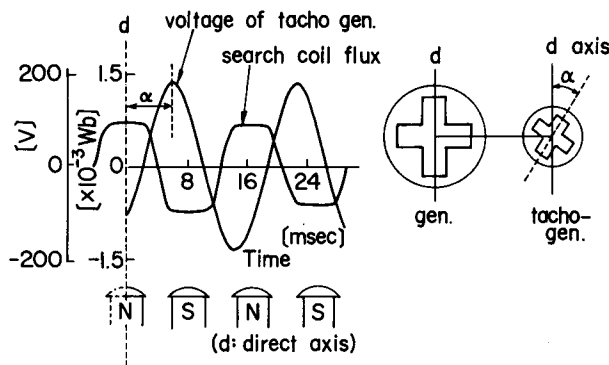 d
voltage of tacho gen.
search coil flux
200
1.5
α
[V]
[×10⁻³Wb]
0
0
8
16
24
[msec]
Time
-200
-1.5
N
S
N
S
(d: direct axis)
d
d axis
α
gen.
tacho-
gen.